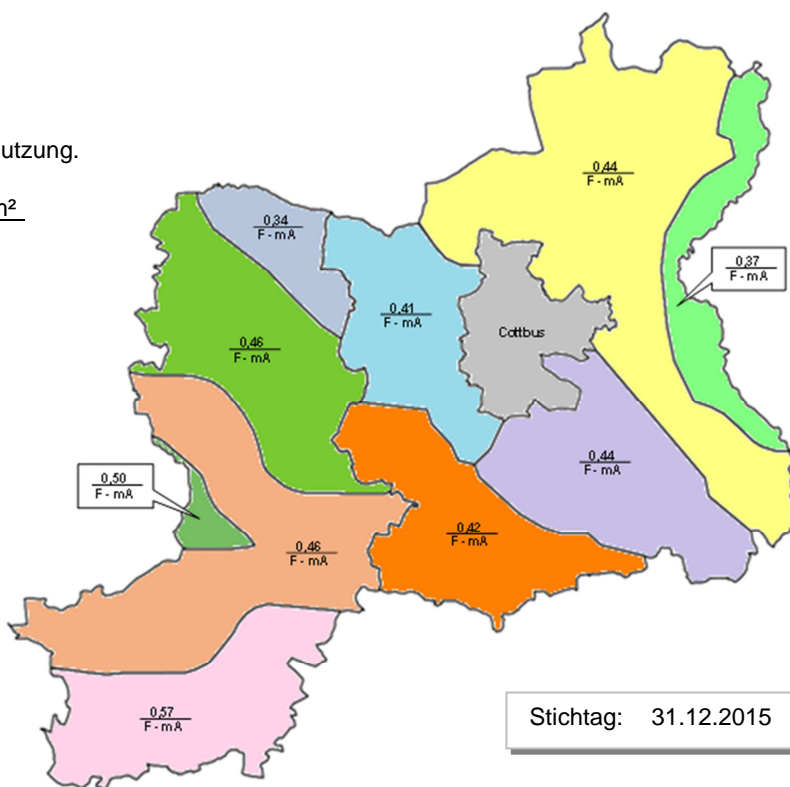 utzung.
m²
0,44
F - mA
0,34
F - mA
0,37
F - mA
0,41
F - mA
Cottbus
0,46
F - mA
0,44
F - mA
0,50
F - mA
0,42
F - mA
0,46
F - mA
0,57
F - mA
Stichtag: 31.12.2015